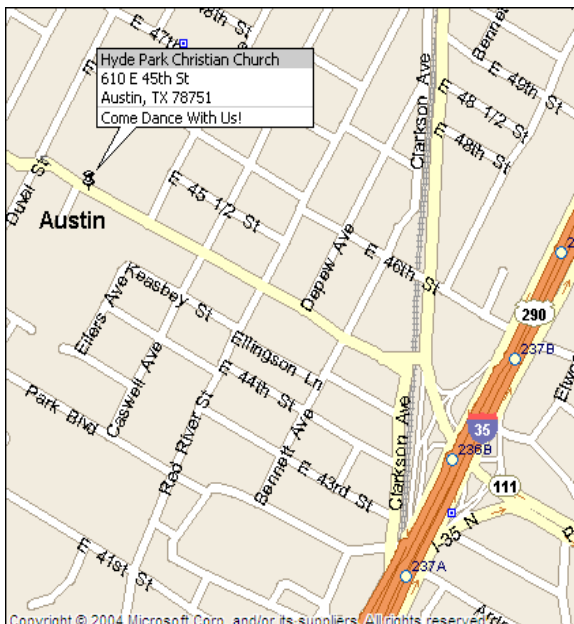 E 48th St
E 47th
Hyde Park Christian Church
610 E 45th St
Austin, TX 78751
Come Dance With Us!
Clarkson Ave
E 49th St
E 48 1/2 St
E 48th St
Duval St
E 45 1/2 St
Austin
Depew Ave
E 46th St
290
237B
Keasbey St
Eilers Ave
Ellingson Ln
Caswell Ave
E 44th St
Park Blvd
Red River St
Bennett Ave
35
236B
111
E 43rd St
Clarkson Ave
I-35 N
237A
E 41st St
Copyright © 2004 Microsoft Corp. and/or its suppliers. All rights reserved.